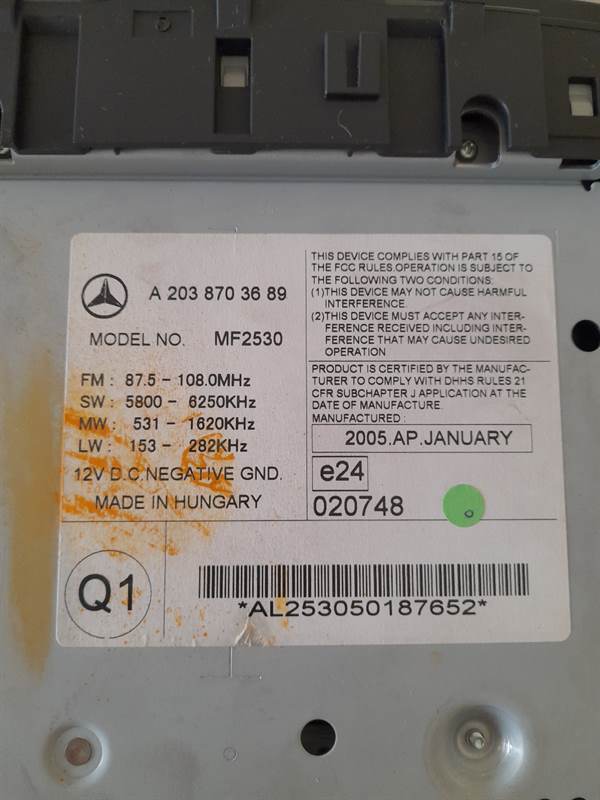 A 203 870 36 89
MODEL NO. MF2530
FM : 87.5 - 108.0MHz
SW : 5800 - 6250KHz
MW : 531 - 1620KHz
LW : 153 - 282KHz
12V D.C. NEGATIVE GND.
MADE IN HUNGARY
THIS DEVICE COMPLIES WITH PART 15 OF
THE FCC RULES.OPERATION IS SUBJECT TO
THE FOLLOWING TWO CONDITIONS:
(1)THIS DEVICE MAY NOT CAUSE HARMFUL
INTERFERENCE.
(2)THIS DEVICE MUST ACCEPT ANY INTER-
FERENCE RECEIVED INCLUDING INTER-
FERENCE THAT MAY CAUSE UNDESIRED
OPERATION
PRODUCT IS CERTIFIED BY THE MANUFAC-
TURER TO COMPLY WITH DHHS RULES 21
CFR SUBCHAPTER J APPLICATION AT THE
DATE OF MANUFACTURE.
MANUFACTURED :
2005.AP.JANUARY
e24
020748
Q1
*AL253050187652*